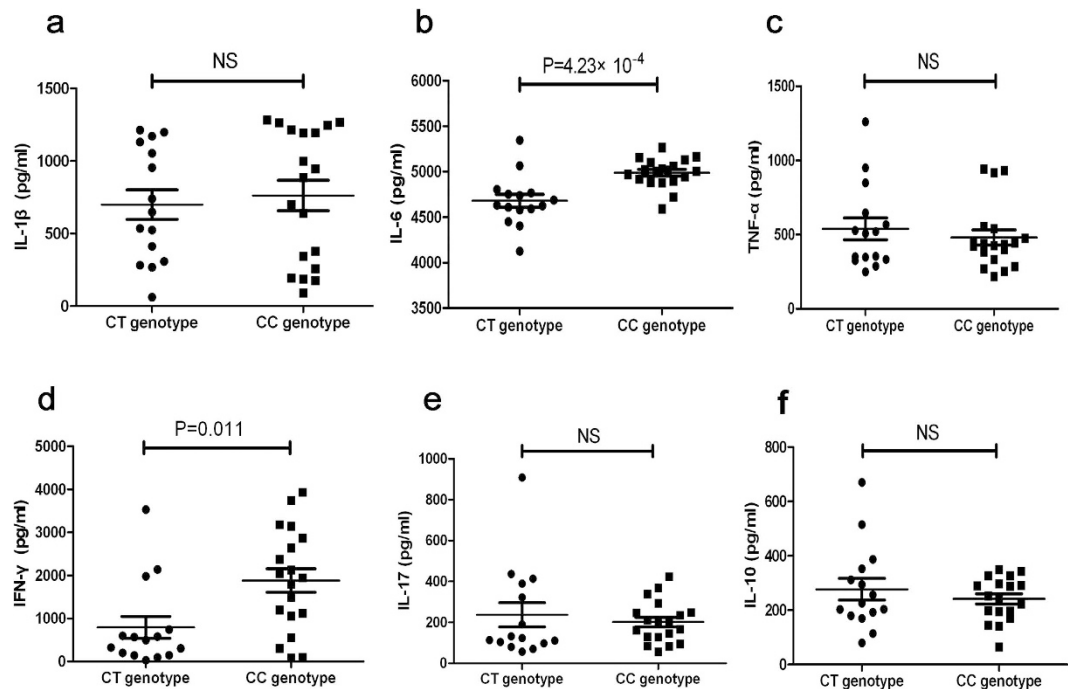 a
NS
IL-1β (pg/ml)
1500
1000
500
0
CT genotype
CC genotype
b
P=4.23× 10⁻⁴
IL-6 (pg/ml)
6000
5500
5000
4500
4000
3500
CT genotype
CC genotype
c
NS
TNF-α (pg/ml)
1500
1000
500
0
CT genotype
CC genotype
d
P=0.011
IFN-γ (pg/ml)
5000
4000
3000
2000
1000
0
CT genotype
CC genotype
e
NS
IL-17 (pg/ml)
1000
800
600
400
200
0
CT genotype
CC genotype
f
NS
IL-10 (pg/ml)
800
600
400
200
0
CT genotype
CC genotype